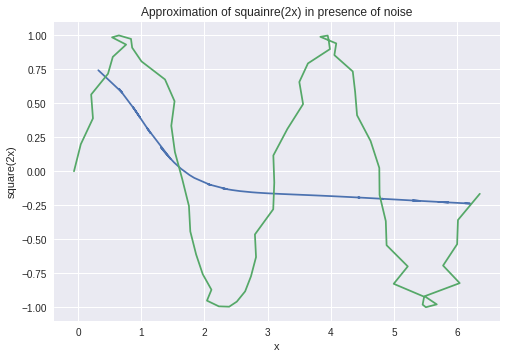 Approximation of squainre(2x) in presence of noise
1.00
0.75
0.50
0.25
0.00
−0.25
−0.50
−0.75
−1.00
square(2x)
0 1 2 3 4 5 6
x